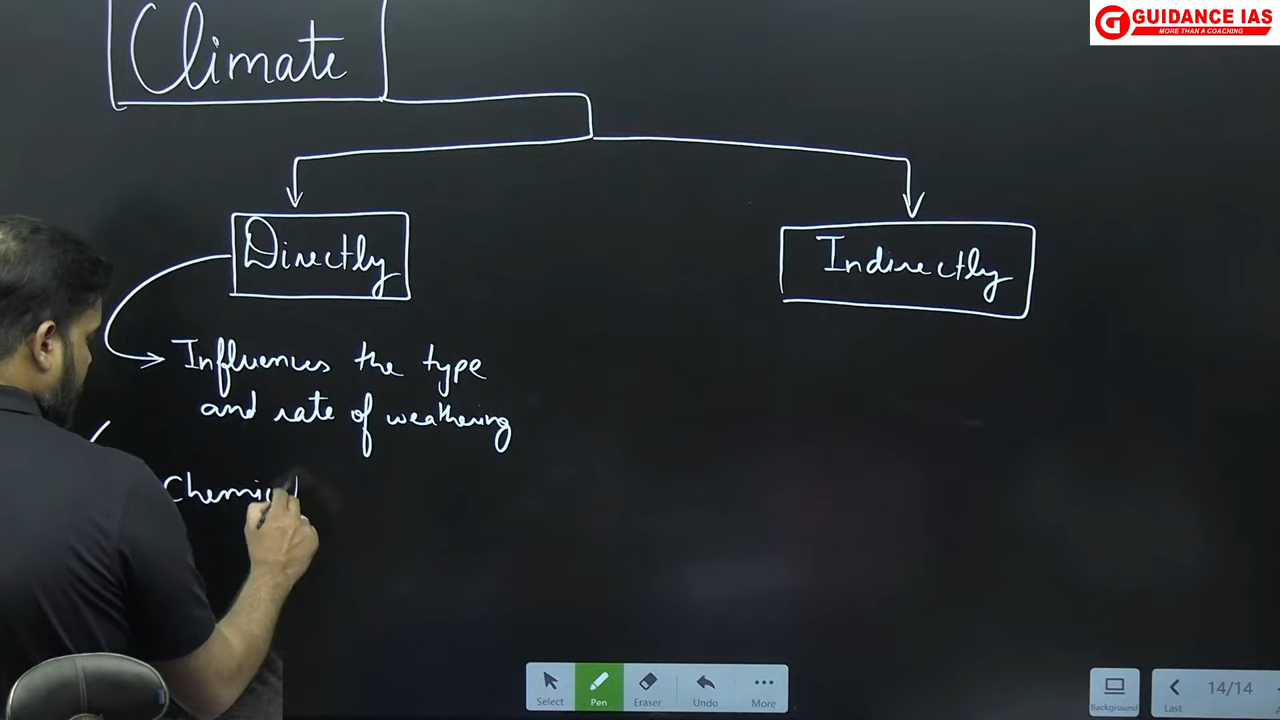 GUIDANCE IAS
MORE THAN A COACHING
Climate
Directly
Indirectly
Influences the type
and rate of weathering
Chemical
Select
Pen
Eraser
Undo
More
Background
Last
14/14